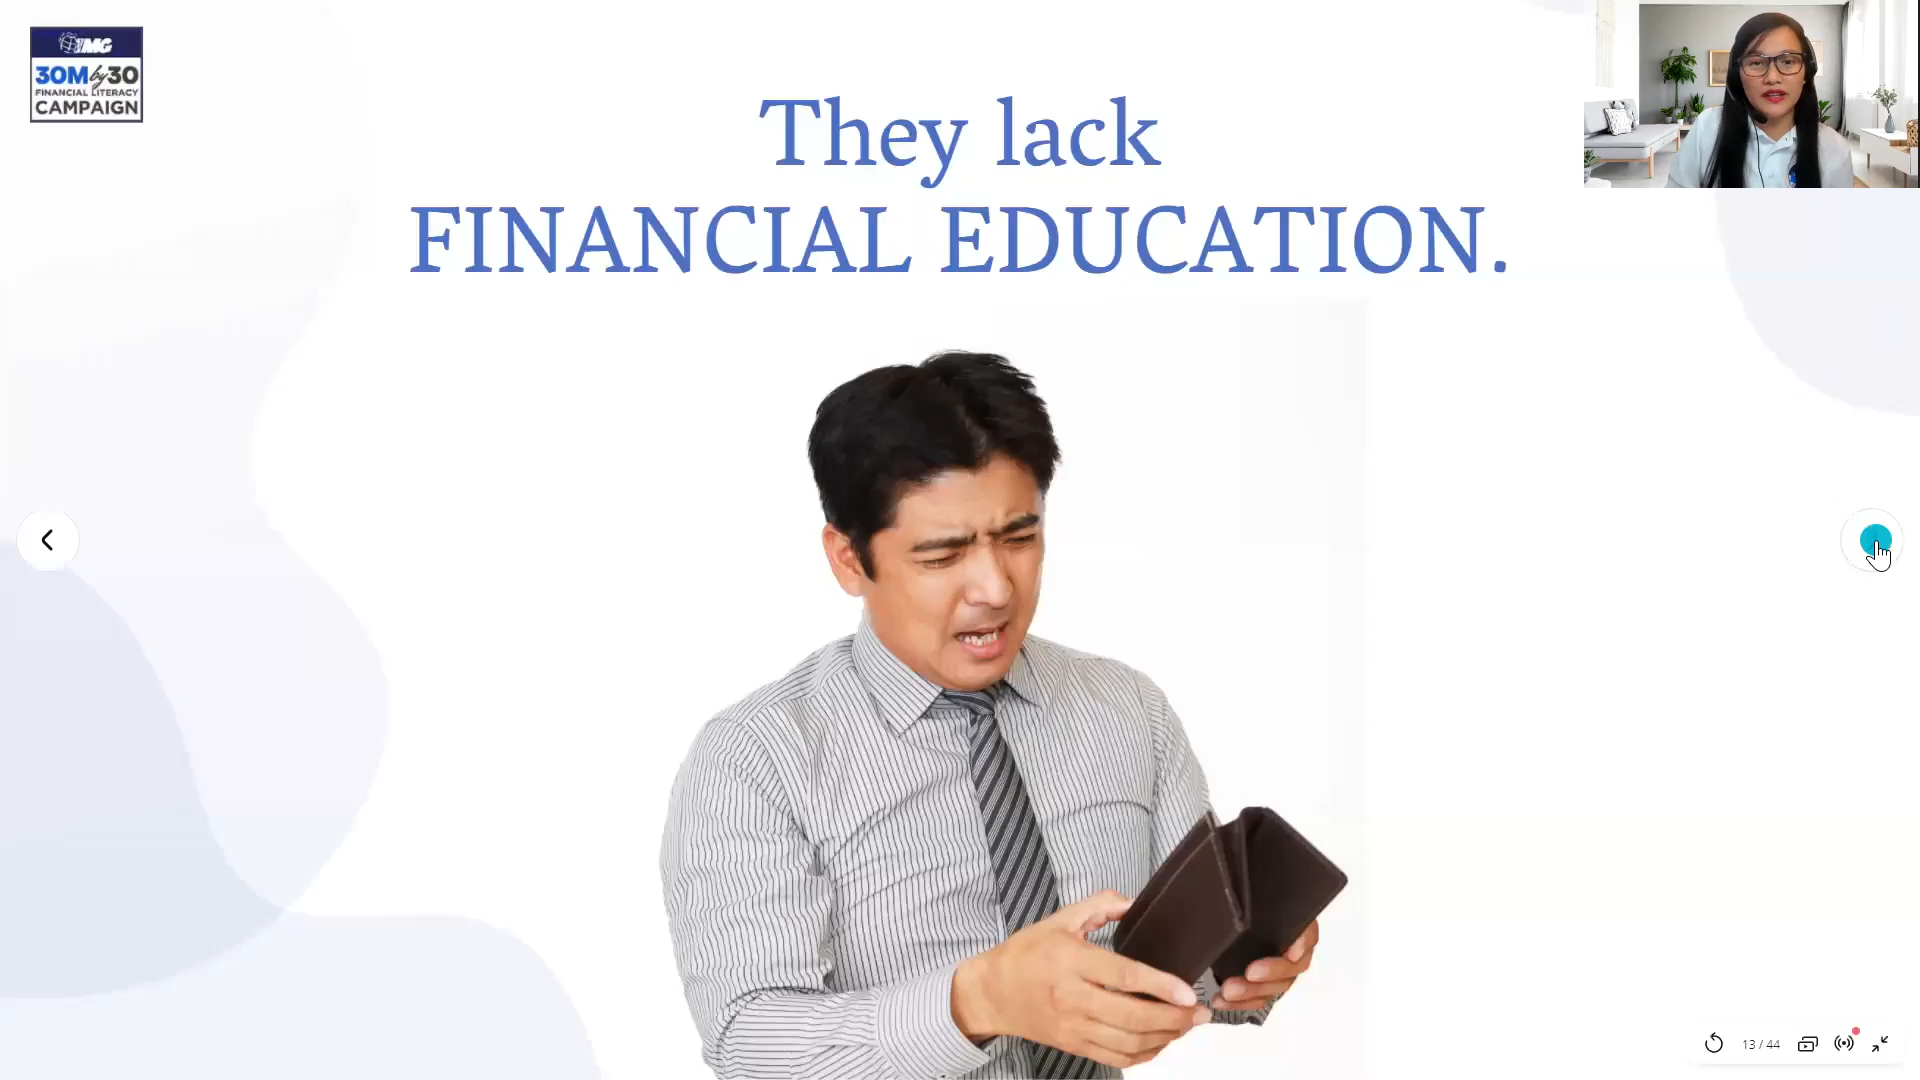 IMG
30M by 30
FINANCIAL LITERACY
CAMPAIGN
They lack
FINANCIAL EDUCATION.
13 / 44